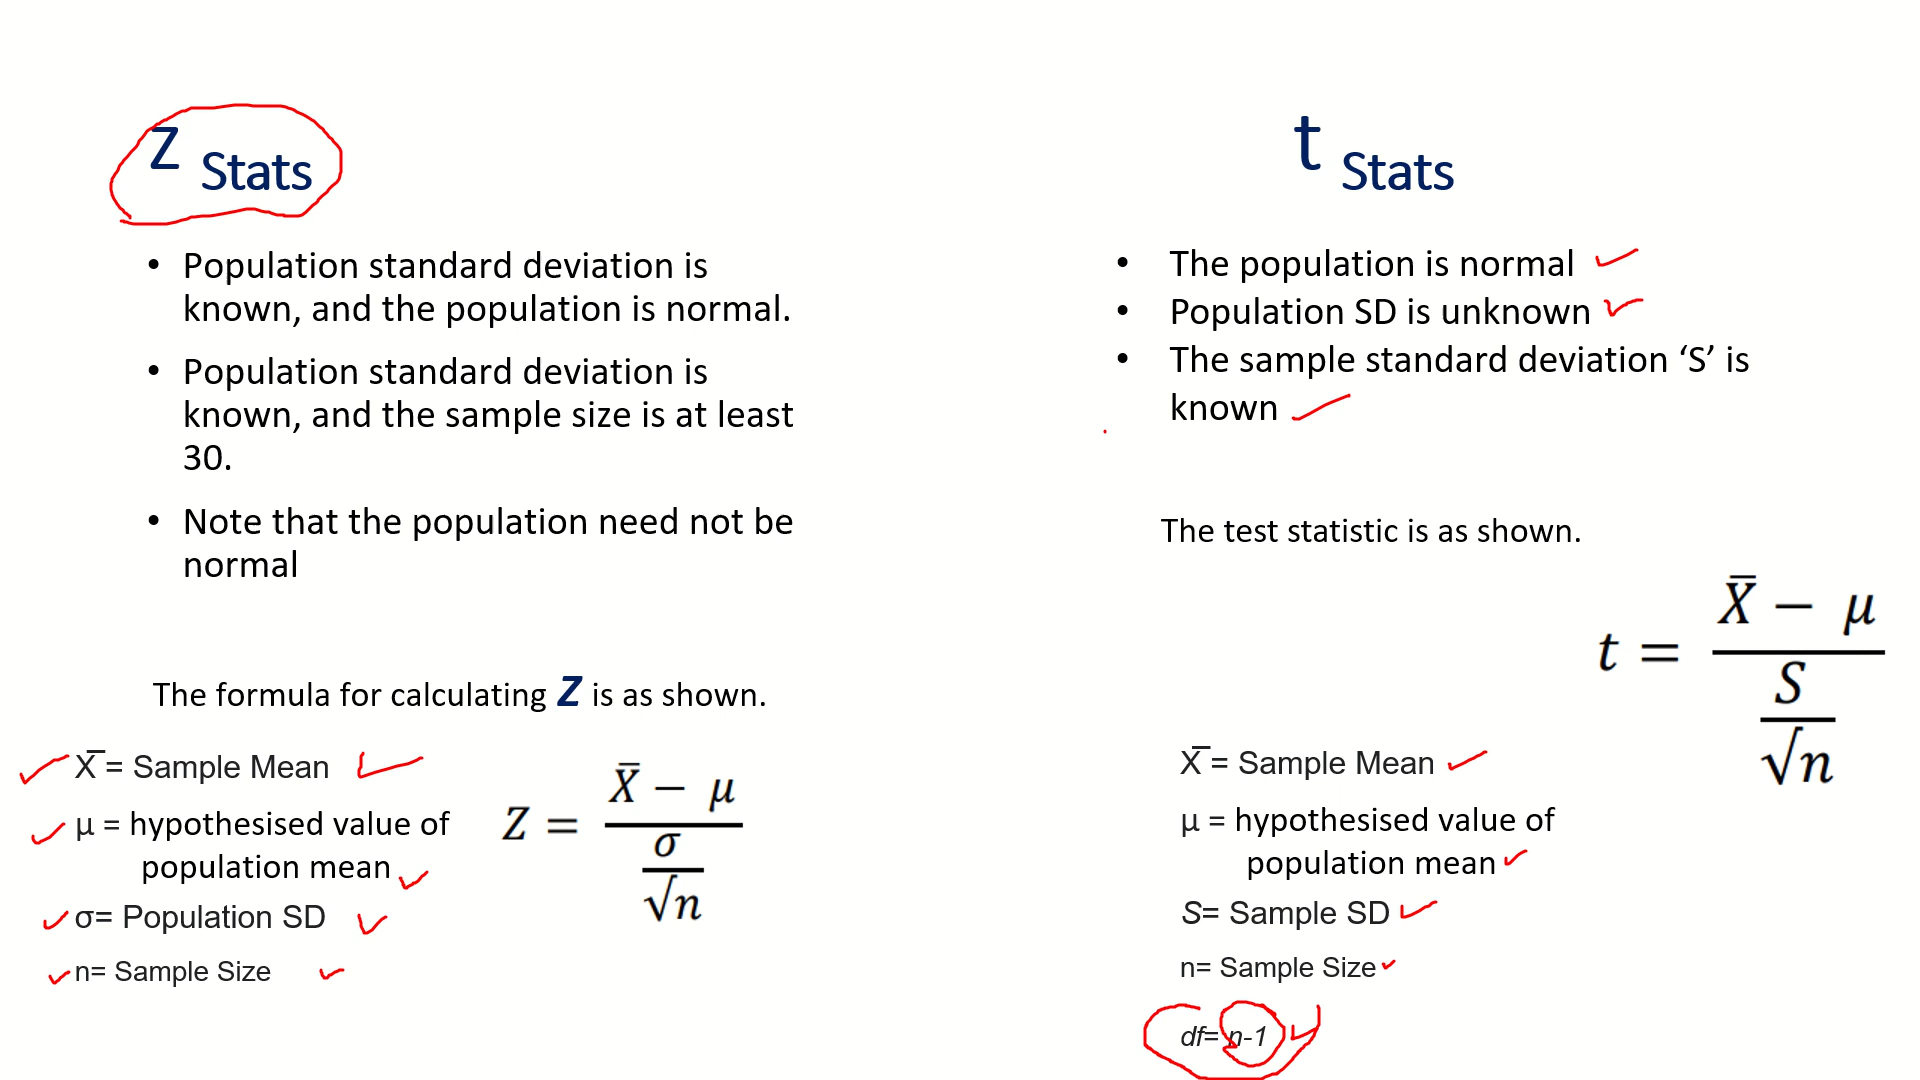 Z Stats
• Population standard deviation is
known, and the population is normal.
• Population standard deviation is
known, and the sample size is at least
30.
• Note that the population need not be
normal
The formula for calculating Z is as shown.
X̅ = Sample Mean
μ = hypothesised value of
population mean
σ= Population SD
n= Sample Size
Z = (X̅ − μ) / (σ / √n)
t Stats
• The population is normal
• Population SD is unknown
• The sample standard deviation ‘S’ is
known
The test statistic is as shown.
t = (X̅ − μ) / (S / √n)
X̅ = Sample Mean
μ = hypothesised value of
population mean
S= Sample SD
n= Sample Size
df= n-1